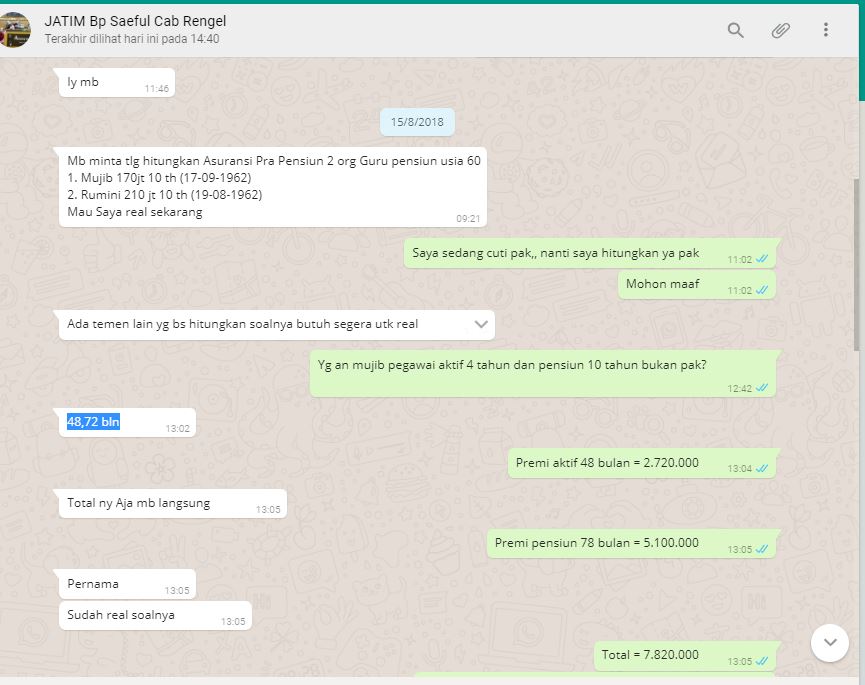 JATIM Bp Saeful Cab Rengel
Terakhir dilihat hari ini pada 14:40
Iy mb
11:46
15/8/2018
Mb minta tlg hitungkan Asuransi Pra Pensiun 2 org Guru pensiun usia 60
1. Mujib 170jt 10 th (17-09-1962)
2. Rumini 210 jt 10 th (19-08-1962)
Mau Saya real sekarang
09:21
Saya sedang cuti pak,, nanti saya hitungkan ya pak
11:02
Mohon maaf
11:02
Ada temen lain yg bs hitungkan soalnya butuh segera utk real
Yg an mujib pegawai aktif 4 tahun dan pensiun 10 tahun bukan pak?
12:42
48,72 bln
13:02
Premi aktif 48 bulan = 2.720.000
13:04
Total ny Aja mb langsung
13:05
Premi pensiun 78 bulan = 5.100.000
13:05
Pernama
13:05
Sudah real soalnya
13:05
Total = 7.820.000
13:05